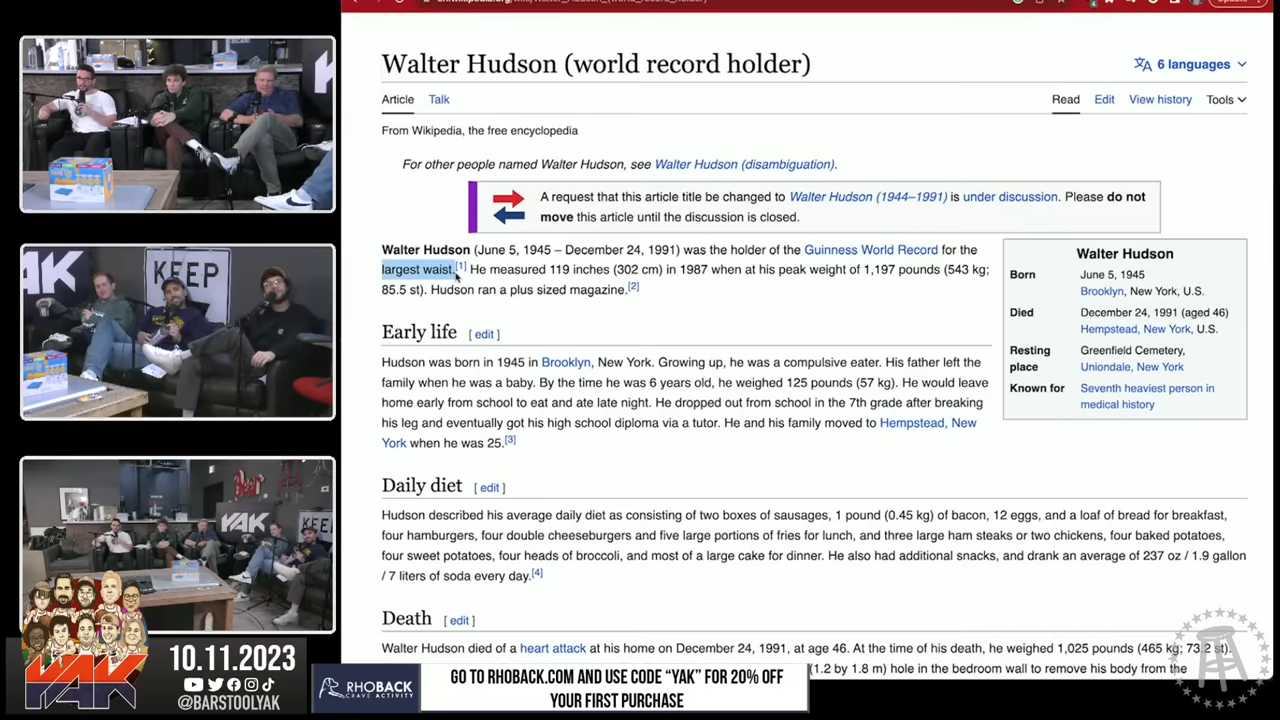 Walter Hudson (world record holder)
6 languages
Article Talk Read Edit View history Tools
From Wikipedia, the free encyclopedia
For other people named Walter Hudson, see Walter Hudson (disambiguation).
A request that this article title be changed to Walter Hudson (1944–1991) is under discussion. Please do not
move this article until the discussion is closed.
Walter Hudson (June 5, 1945 – December 24, 1991) was the holder of the Guinness World Record for the
largest waist.[1] He measured 119 inches (302 cm) in 1987 when at his peak weight of 1,197 pounds (543 kg;
85.5 st). Hudson ran a plus sized magazine.[2]
Walter Hudson
Born June 5, 1945
Brooklyn, New York, U.S.
Died December 24, 1991 (aged 46)
Hempstead, New York, U.S.
Resting Greenfield Cemetery,
place Uniondale, New York
Known for Seventh heaviest person in
medical history
Early life [ edit ]
Hudson was born in 1945 in Brooklyn, New York. Growing up, he was a compulsive eater. His father left the
family when he was a baby. By the time he was 6 years old, he weighed 125 pounds (57 kg). He would leave
home early from school to eat and ate late night. He dropped out from school in the 7th grade after breaking
his leg and eventually got his high school diploma via a tutor. He and his family moved to Hempstead, New
York when he was 25.[3]
Daily diet [ edit ]
Hudson described his average daily diet as consisting of two boxes of sausages, 1 pound (0.45 kg) of bacon, 12 eggs, and a loaf of bread for breakfast,
four hamburgers, four double cheeseburgers and five large portions of fries for lunch, and three large ham steaks or two chickens, four baked potatoes,
four sweet potatoes, four heads of broccoli, and most of a large cake for dinner. He also had additional snacks, and drank an average of 237 oz / 1.9 gallon
/ 7 liters of soda every day.[4]
Death [ edit ]
Walter Hudson died of a heart attack at his home on December 24, 1991, at age 46. At the time of his death, he weighed 1,025 pounds (465 kg; 73.2 st).
(1.2 by 1.8 m) hole in the bedroom wall to remove his body from the
YAK
KEEP
Beer
YAK
KEEP
YAK
10.11.2023
@BARSTOOLYAK
RHOBACK
CRAVE ACTIVITY
GO TO RHOBACK.COM AND USE CODE “YAK” FOR 20% OFF
YOUR FIRST PURCHASE